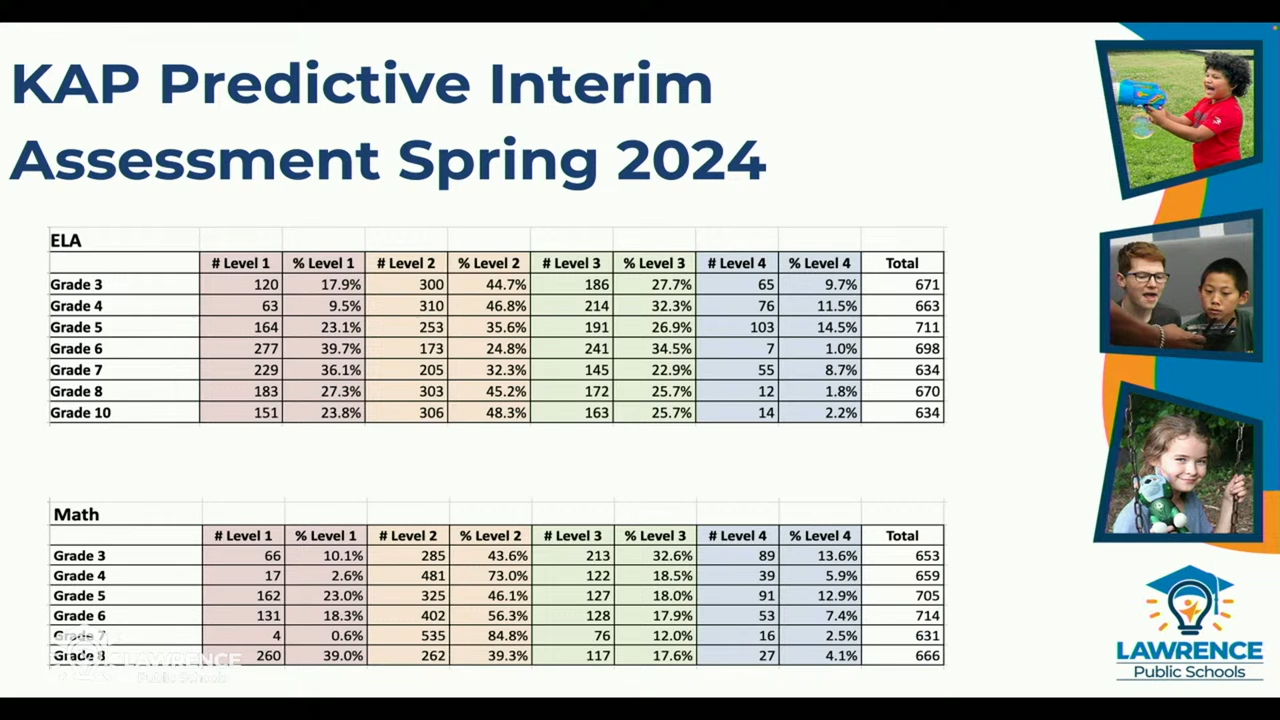 KAP Predictive Interim
Assessment Spring 2024
ELA
# Level 1 % Level 1 # Level 2 % Level 2 # Level 3 % Level 3 # Level 4 % Level 4 Total
Grade 3 120 17.9% 300 44.7% 186 27.7% 65 9.7% 671
Grade 4 63 9.5% 310 46.8% 214 32.3% 76 11.5% 663
Grade 5 164 23.1% 253 35.6% 191 26.9% 103 14.5% 711
Grade 6 277 39.7% 173 24.8% 241 34.5% 7 1.0% 698
Grade 7 229 36.1% 205 32.3% 145 22.9% 55 8.7% 634
Grade 8 183 27.3% 303 45.2% 172 25.7% 12 1.8% 670
Grade 10 151 23.8% 306 48.3% 163 25.7% 14 2.2% 634
Math
# Level 1 % Level 1 # Level 2 % Level 2 # Level 3 % Level 3 # Level 4 % Level 4 Total
Grade 3 66 10.1% 285 43.6% 213 32.6% 89 13.6% 653
Grade 4 17 2.6% 481 73.0% 122 18.5% 39 5.9% 659
Grade 5 162 23.0% 325 46.1% 127 18.0% 91 12.9% 705
Grade 6 131 18.3% 402 56.3% 128 17.9% 53 7.4% 714
Grade 7 4 0.6% 535 84.8% 76 12.0% 16 2.5% 631
Grade 8 260 39.0% 262 39.3% 117 17.6% 27 4.1% 666
LAWRENCE
Public Schools
LAWRENCE
Public Schools